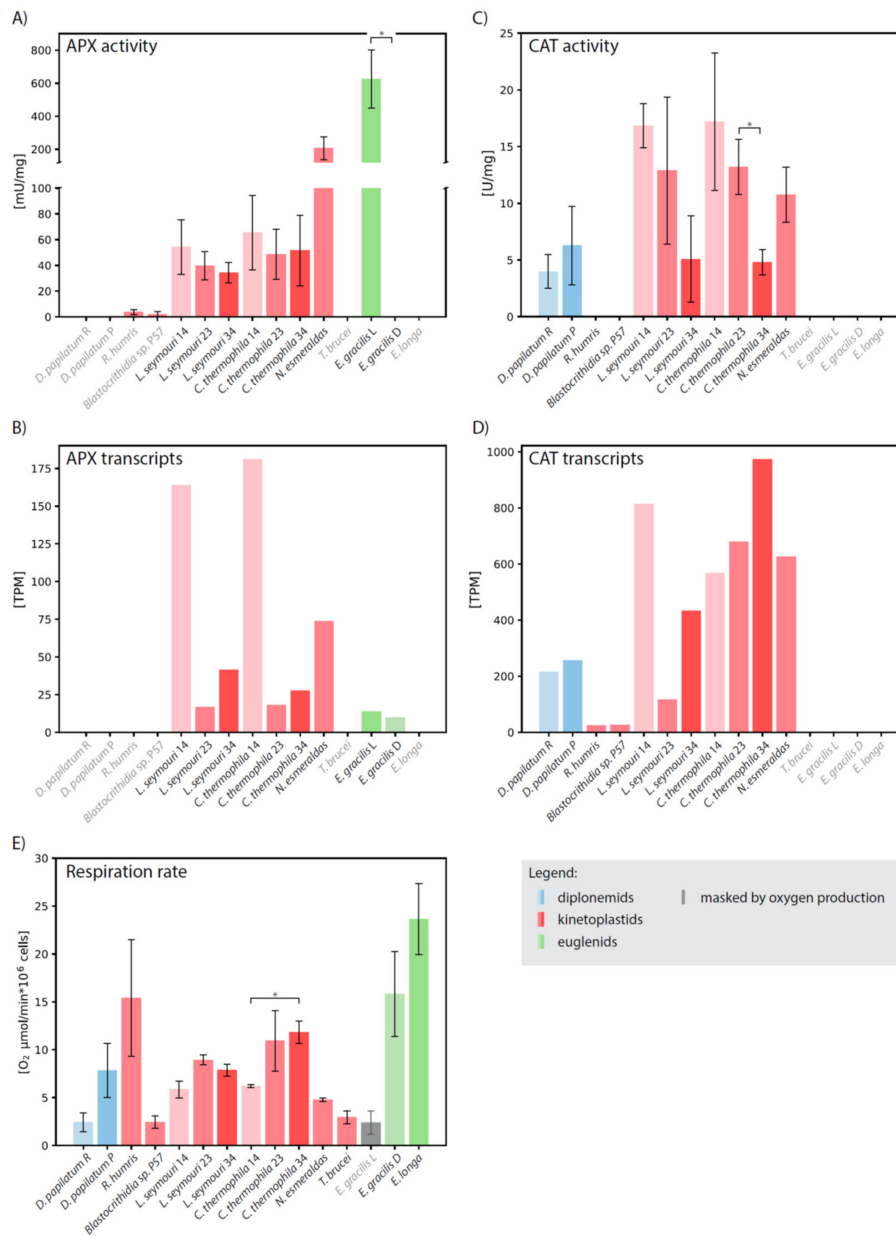 A)
APX activity
800
600
400
200
100
80
60
40
20
0
[mU/mg]
*
D. papilatum R
D. papilatum P
R. humris
Blastocrithidia sp. P57
L. seymouri 14
L. seymouri 23
L. seymouri 34
C. thermophila 14
C. thermophila 23
C. thermophila 34
N. esmeraldas
T. brucei
E. gracilis L
E. gracilis D
E. longa
C)
CAT activity
25
20
15
10
5
0
[U/mg]
*
D. papilatum R
D. papilatum P
R. humris
Blastocrithidia sp. P57
L. seymouri 14
L. seymouri 23
L. seymouri 34
C. thermophila 14
C. thermophila 23
C. thermophila 34
N. esmeraldas
T. brucei
E. gracilis L
E. gracilis D
E. longa
B)
APX transcripts
175
150
125
100
75
50
25
0
[TPM]
D. papilatum R
D. papilatum P
R. humris
Blastocrithidia sp. P57
L. seymouri 14
L. seymouri 23
L. seymouri 34
C. thermophila 14
C. thermophila 23
C. thermophila 34
N. esmeraldas
T. brucei
E. gracilis L
E. gracilis D
E. longa
D)
CAT transcripts
1000
800
600
400
200
0
[TPM]
D. papilatum R
D. papilatum P
R. humris
Blastocrithidia sp. P57
L. seymouri 14
L. seymouri 23
L. seymouri 34
C. thermophila 14
C. thermophila 23
C. thermophila 34
N. esmeraldas
T. brucei
E. gracilis L
E. gracilis D
E. longa
E)
Respiration rate
30
25
20
15
10
5
0
[O₂ μmol/min*10⁶ cells]
*
D. papilatum R
D. papilatum P
R. humris
Blastocrithidia sp. P57
L. seymouri 14
L. seymouri 23
L. seymouri 34
C. thermophila 14
C. thermophila 23
C. thermophila 34
N. esmeraldas
T. brucei
E. gracilis L
E. gracilis D
E. longa
Legend:
diplonemids
masked by oxygen production
kinetoplastids
euglenids